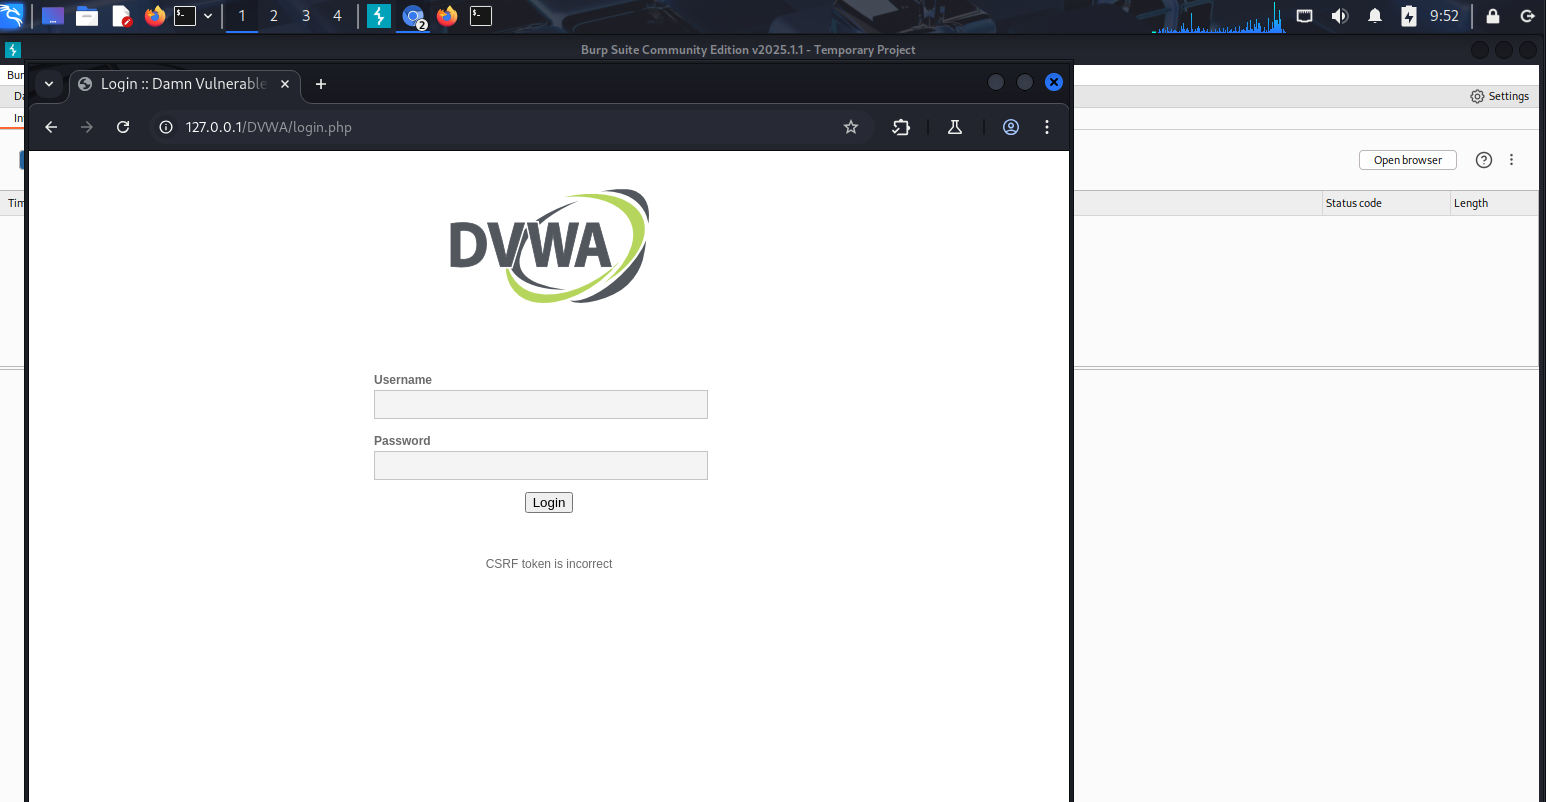 1 2 3 4 2 9:52
Burp Suite Community Edition v2025.1.1 - Temporary Project
Bur
Login :: Damn Vulnerable
Da
Settings
Int
127.0.0.1/DVWA/login.php
Open browser
Tim
Status code
Length
DVWA
Username
Password
Login
CSRF token is incorrect